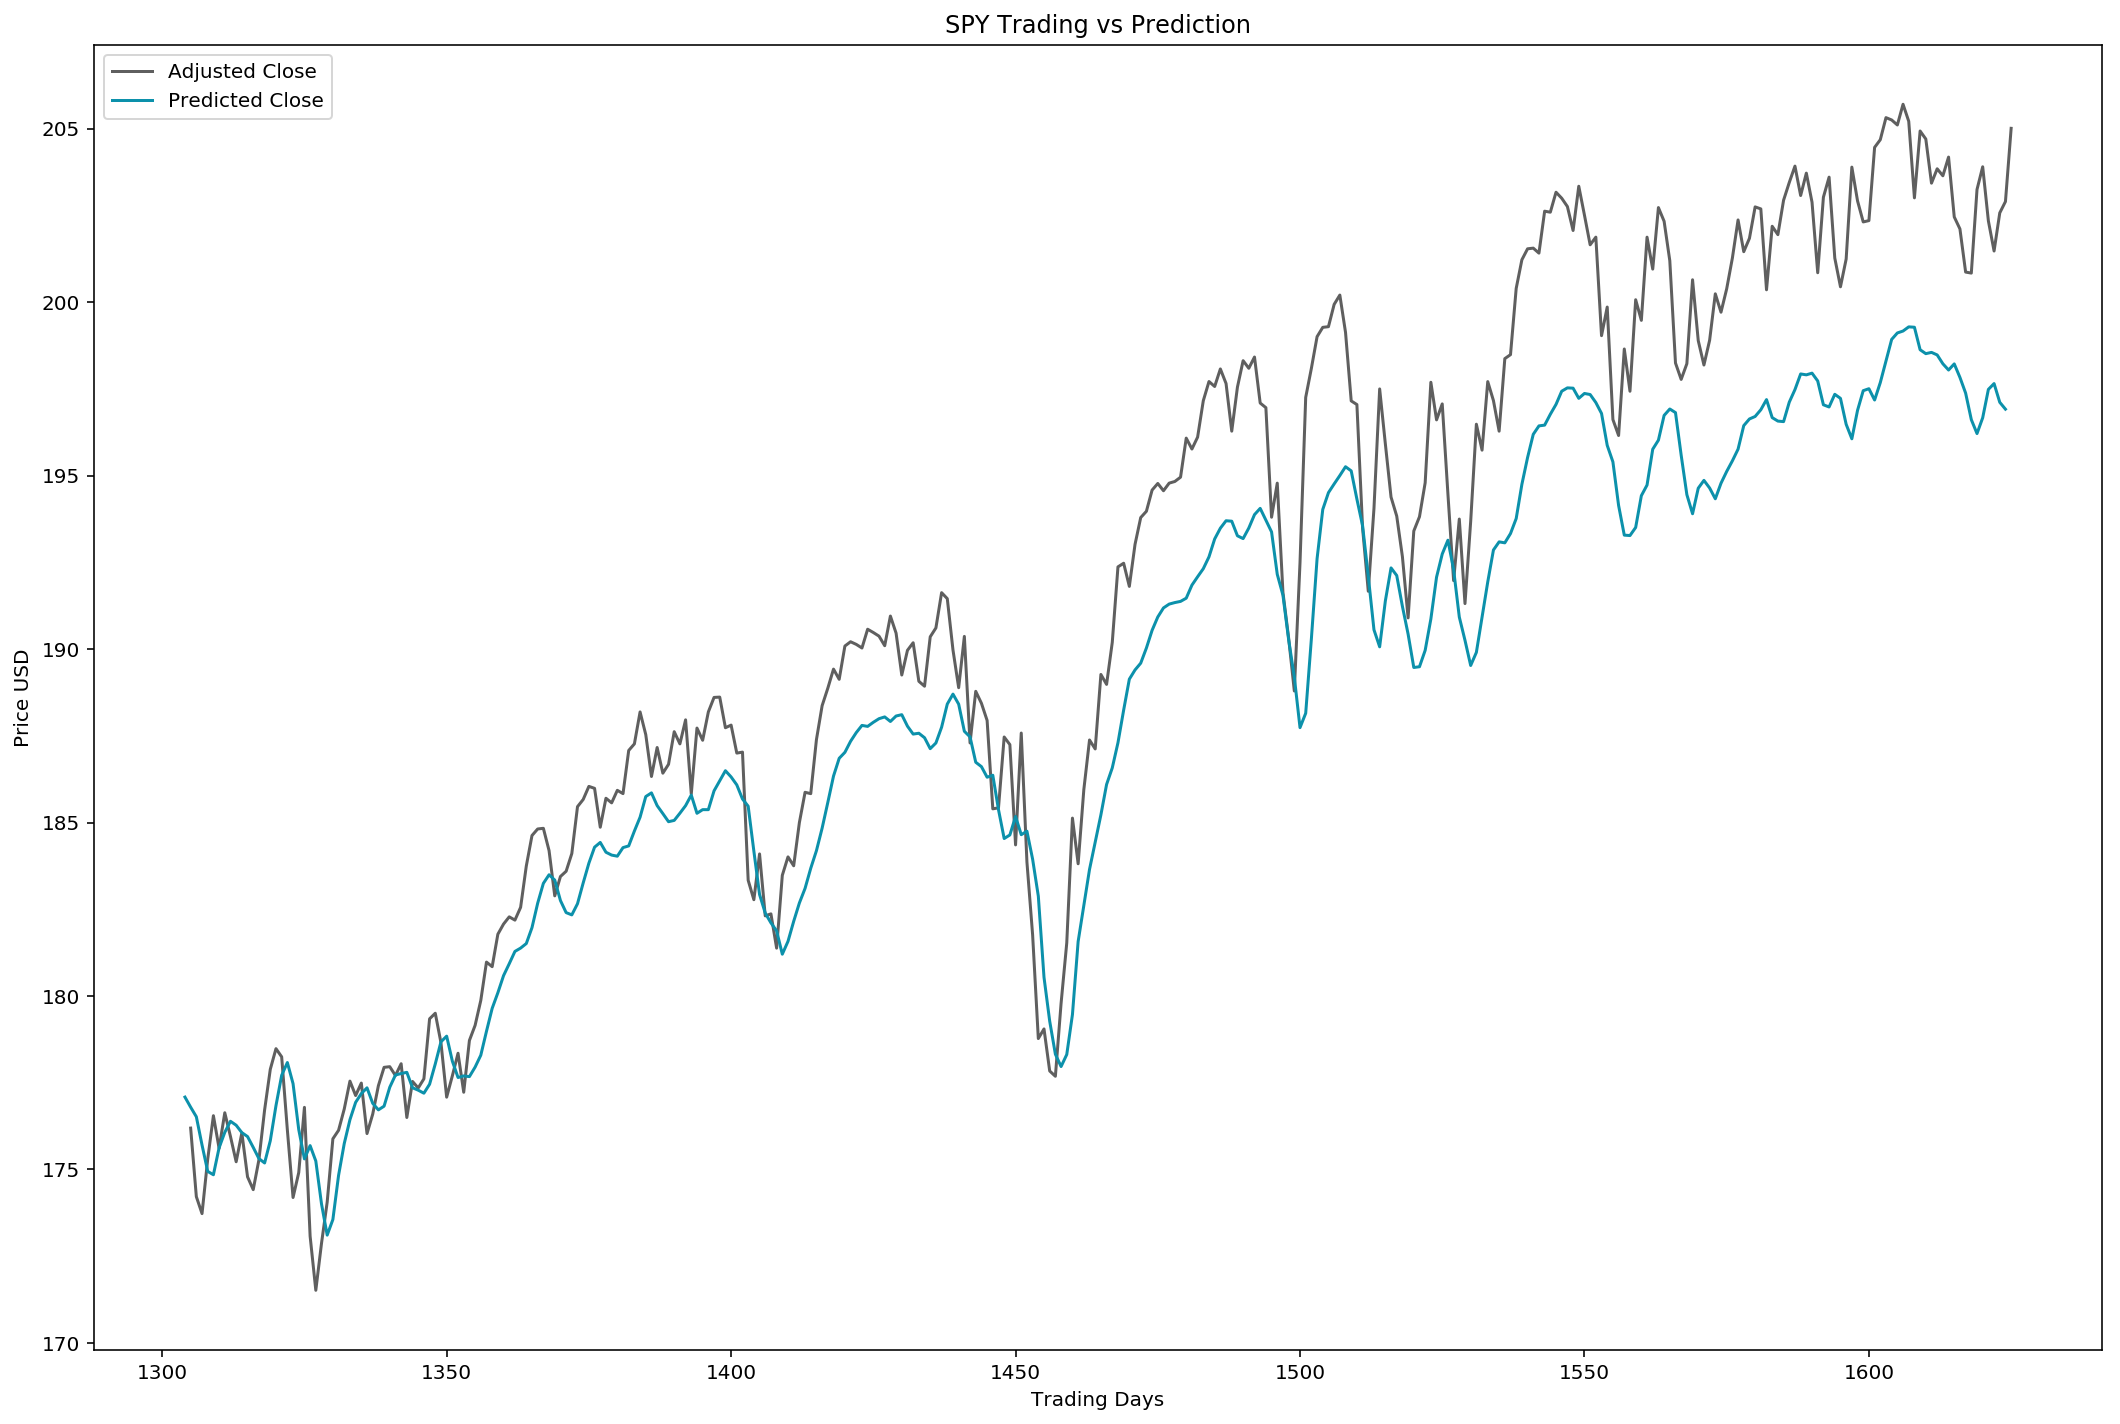 SPY Trading vs Prediction
Adjusted Close
Predicted Close
205
200
195
190
185
180
175
170
Price USD
1300 1350 1400 1450 1500 1550 1600
Trading Days